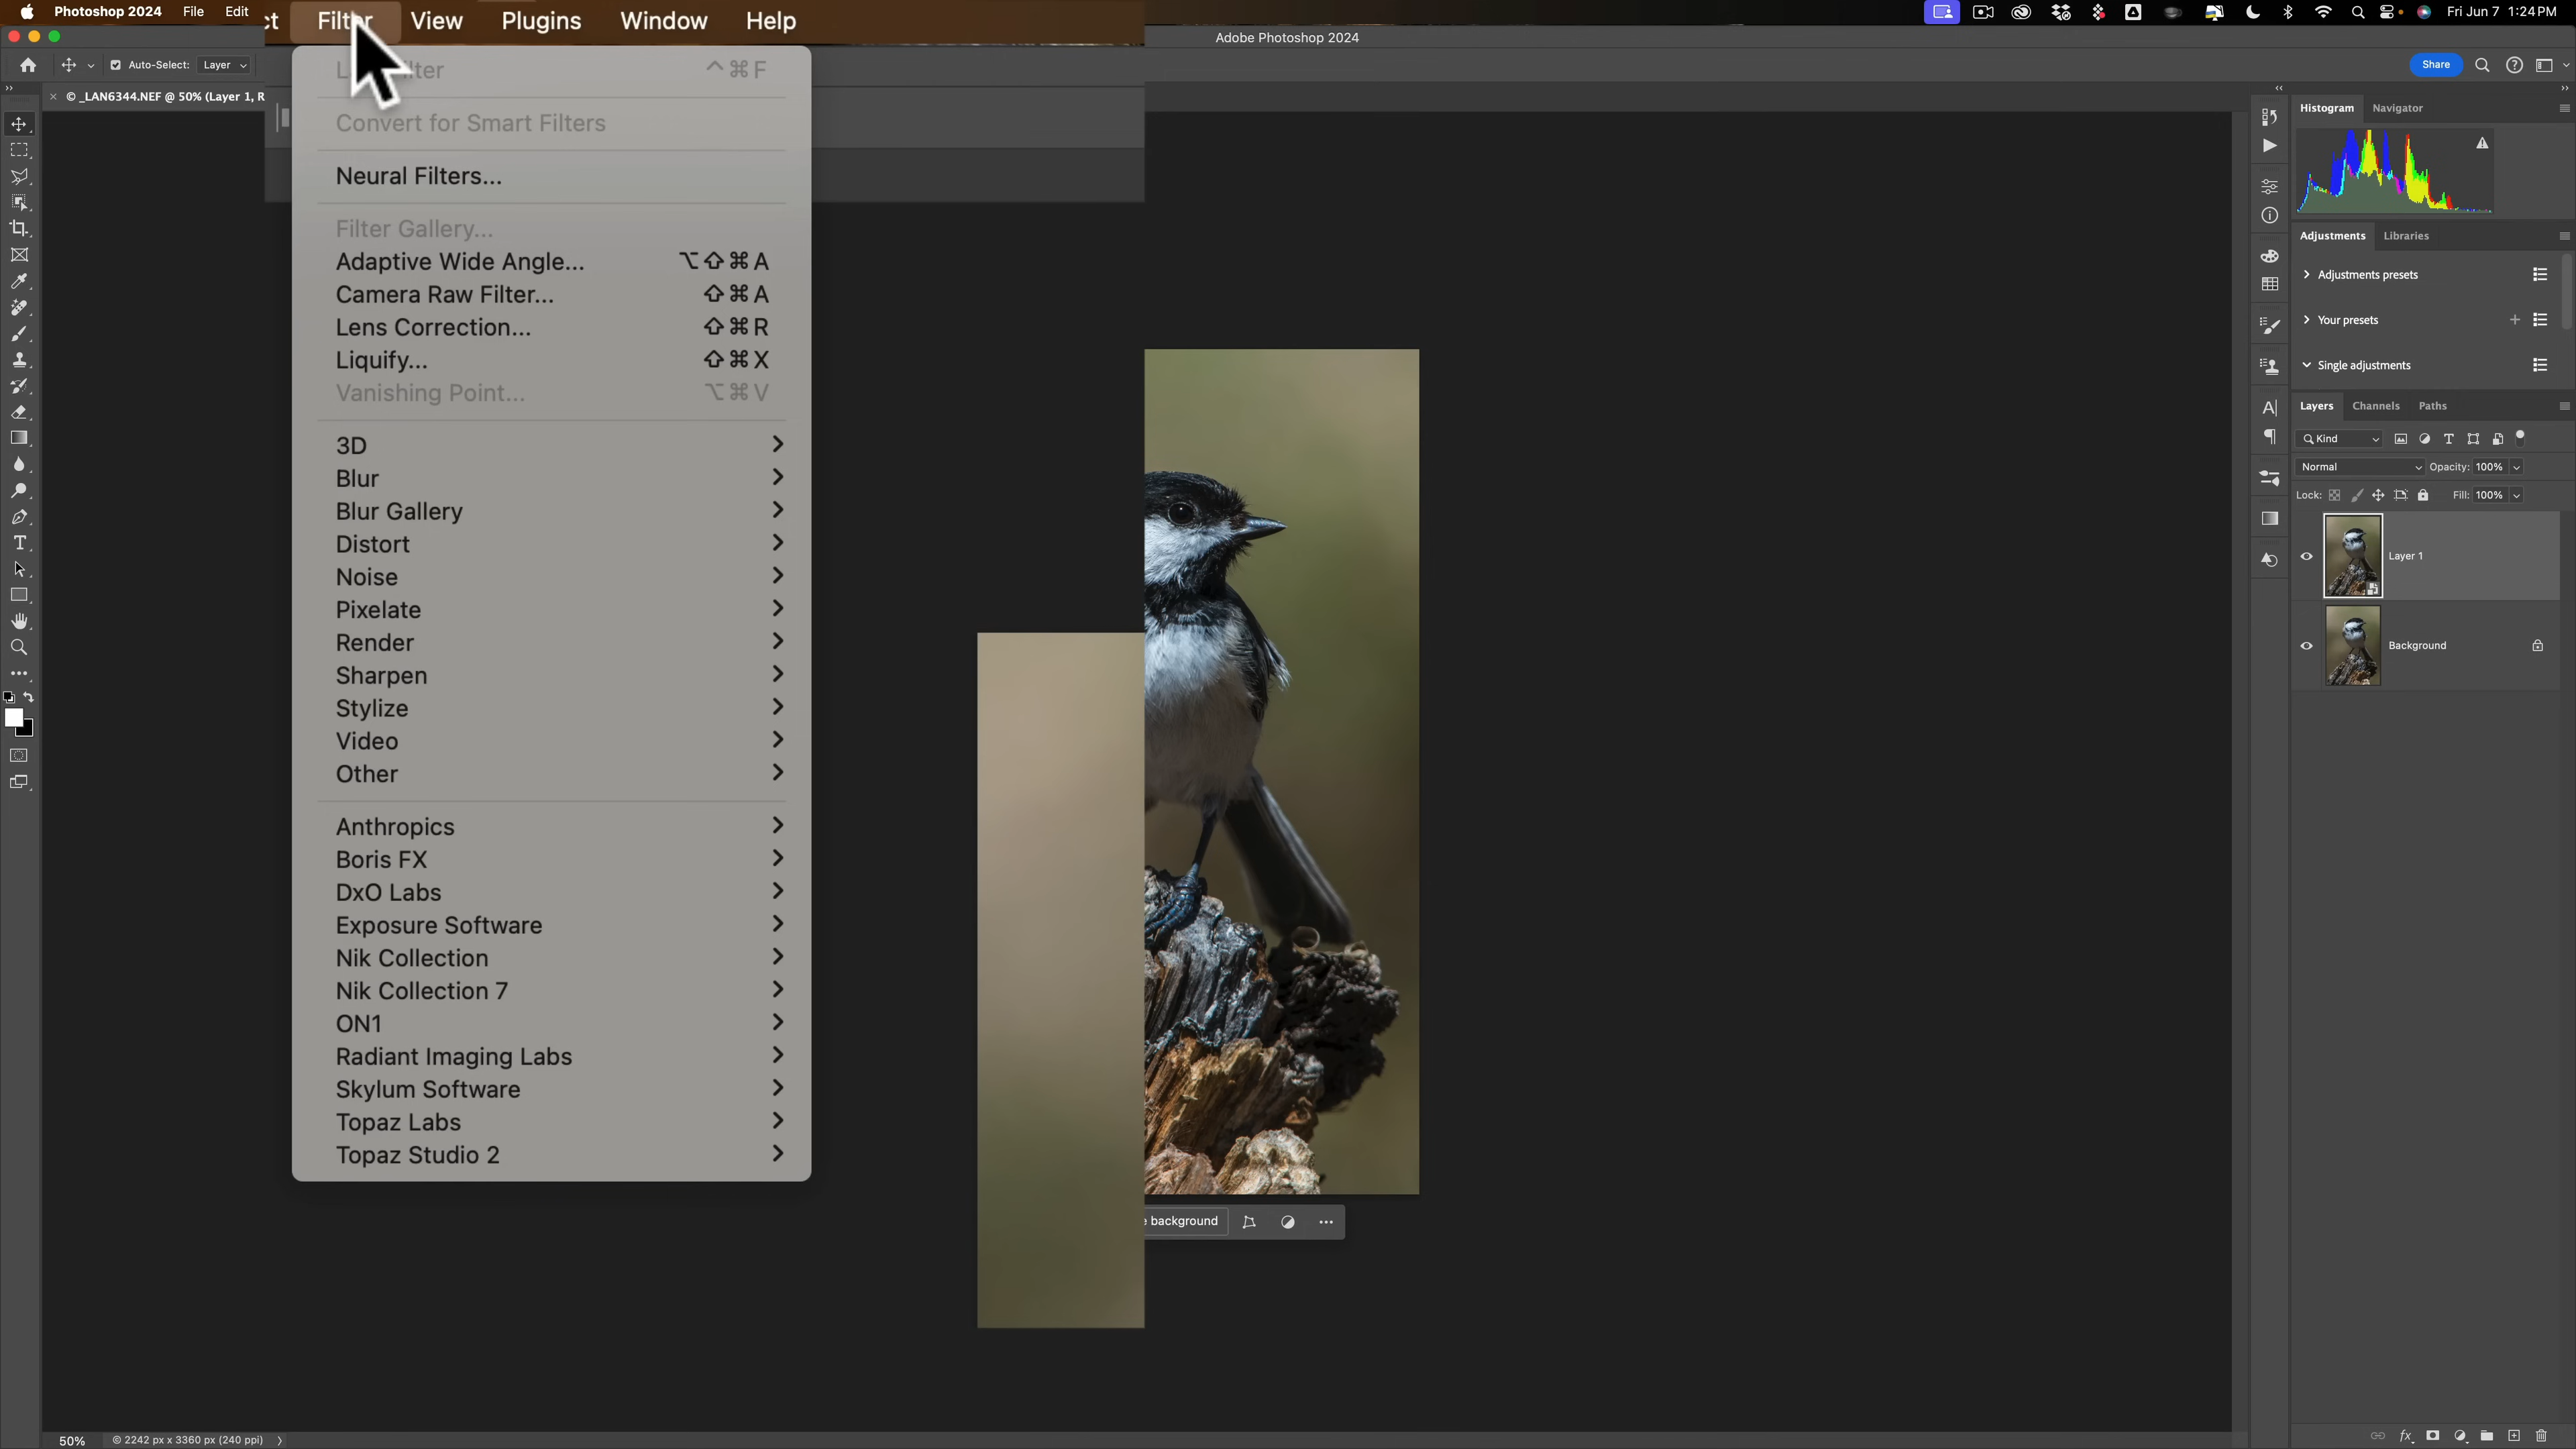 Photoshop 2024 File Edit
ct Filter View Plugins Window Help
Fri Jun 7 1:24 PM
Adobe Photoshop 2024
Auto-Select: Layer
Share
© _LAN6344.NEF @ 50% (Layer 1, R
Filter ^⌘F
Convert for Smart Filters
Neural Filters...
Filter Gallery...
Adaptive Wide Angle... ⌥⇧⌘A
Camera Raw Filter... ⇧⌘A
Lens Correction... ⇧⌘R
Liquify... ⇧⌘X
Vanishing Point... ⌥⌘V
3D
Blur
Blur Gallery
Distort
Noise
Pixelate
Render
Sharpen
Stylize
Video
Other
Anthropics
Boris FX
DxO Labs
Exposure Software
Nik Collection
Nik Collection 7
ON1
Radiant Imaging Labs
Skylum Software
Topaz Labs
Topaz Studio 2
e background
Histogram Navigator
Adjustments Libraries
Adjustments presets
Your presets
Single adjustments
Layers Channels Paths
Kind
Normal Opacity: 100%
Lock: Fill: 100%
Layer 1
Background
50% © 2242 px x 3360 px (240 ppi)